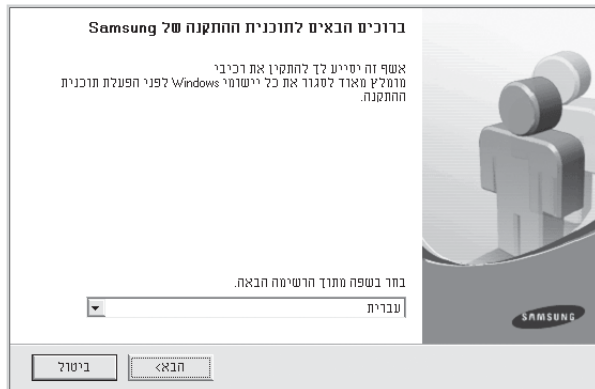 ברוכים הבאים לתוכנית ההתקנה של Samsung
אשף זה יסייע לך להתקין את רכיבי
מומלץ מאוד לסגור את כל יישומי Windows לפני הפעלת תוכנית
ההתקנה.
בחר בשפה מתוך הרשימה הבאה.
עברית
SAMSUNG
הבא>
ביטול